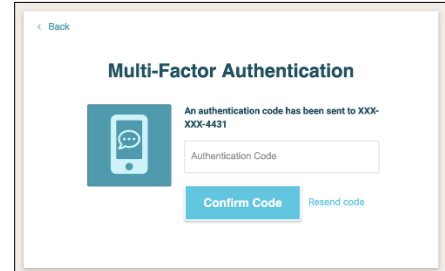 < Back
Multi-Factor Authentication
An authentication code has been sent to XXX-
XXX-4431
Authentication Code
Confirm Code
Resend code